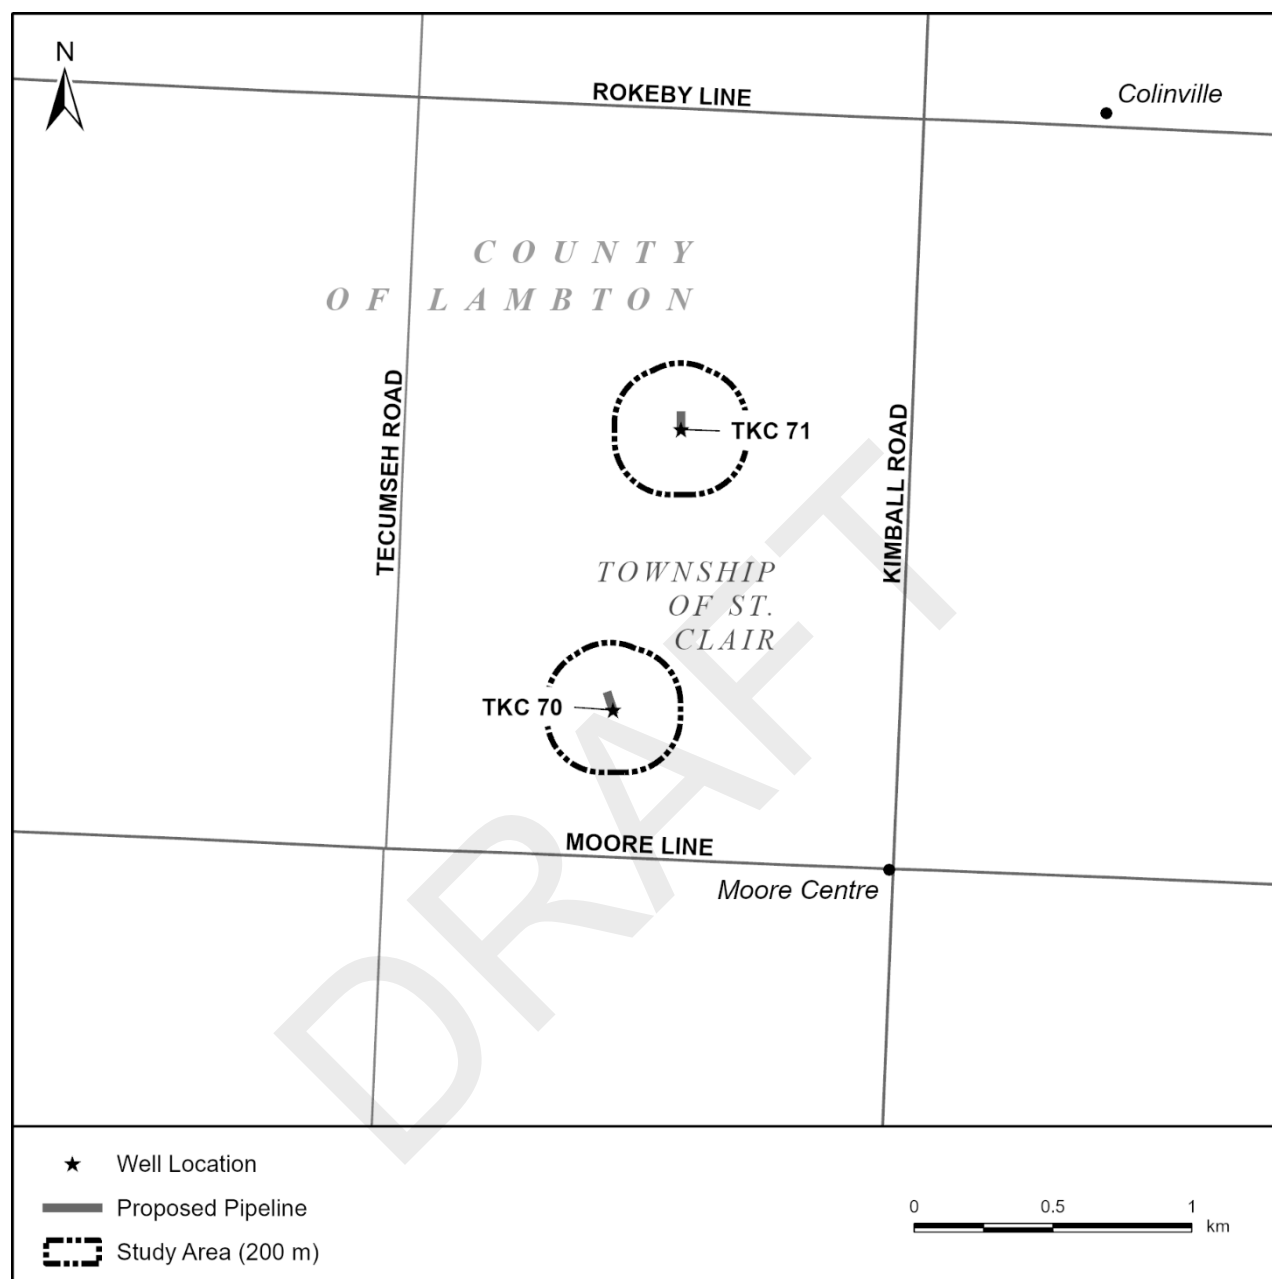 N
ROKEBY LINE
Colinville
COUNTY
OF LAMBTON
TECUMSEH ROAD
KIMBALL ROAD
TKC 71
TOWNSHIP
OF ST.
CLAIR
TKC 70
MOORE LINE
Moore Centre
DRAFT
Well Location
Proposed Pipeline
Study Area (200 m)
0 0.5 1
km